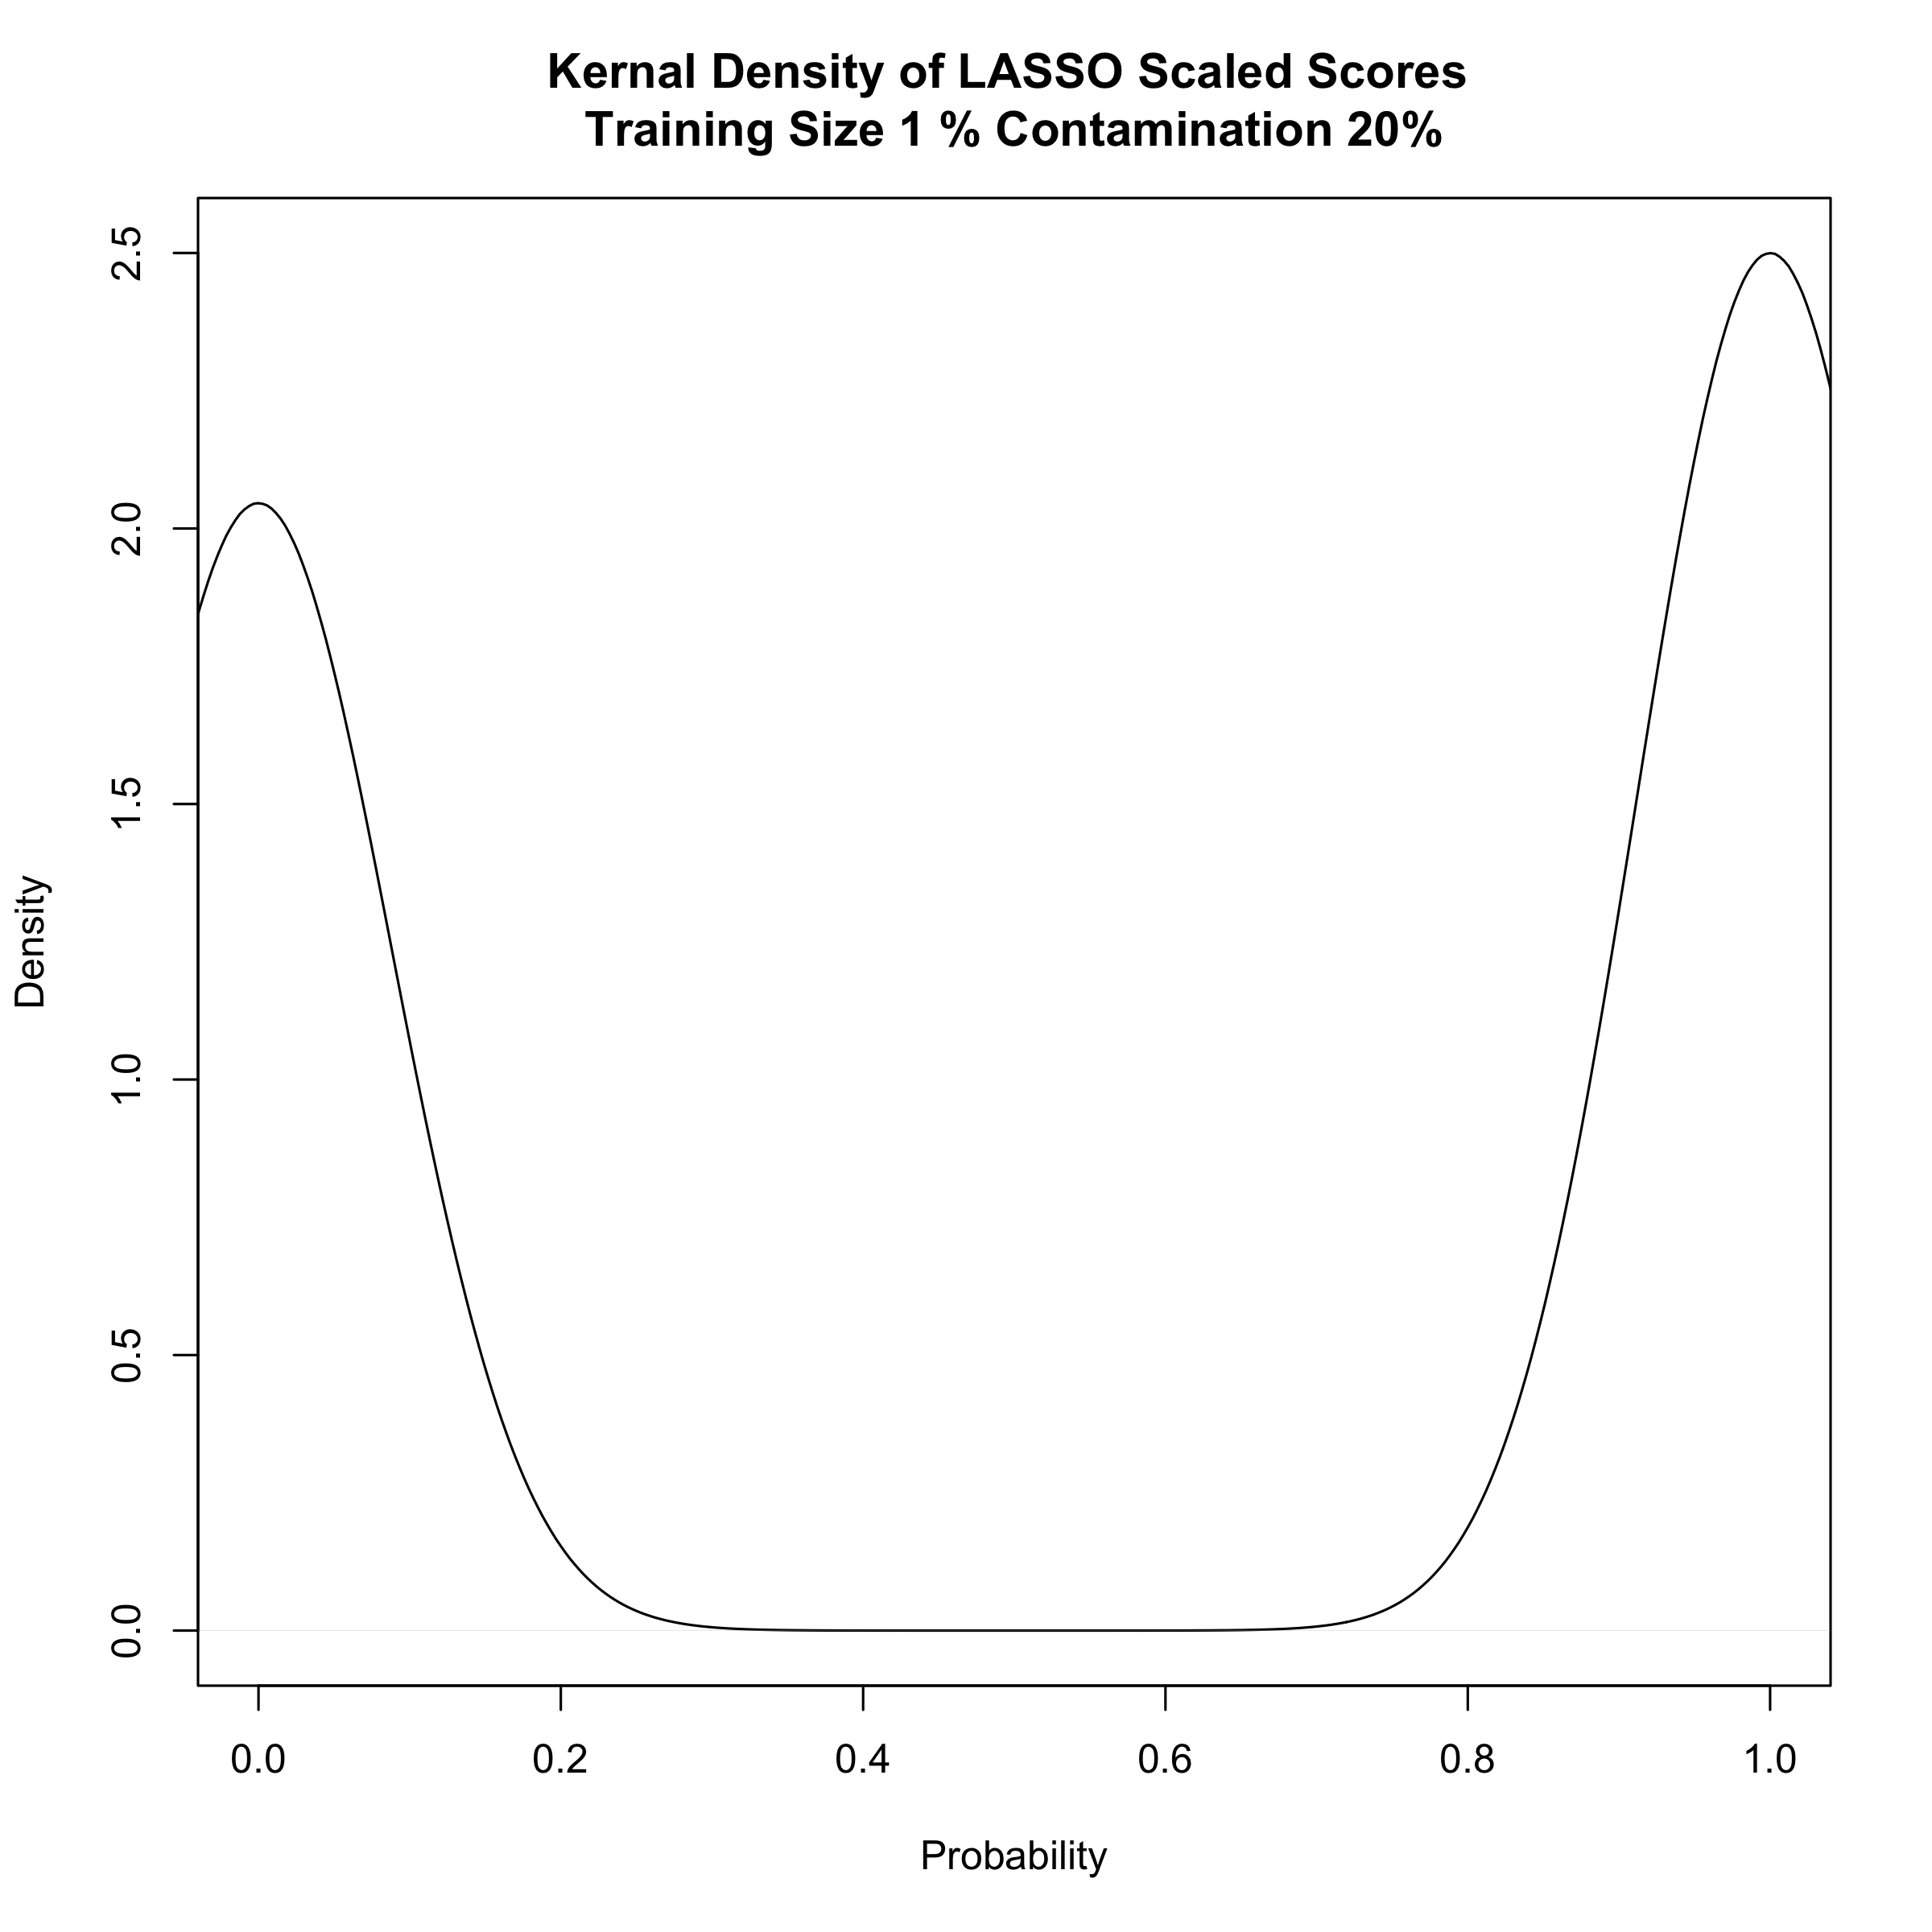 Kernal Density of LASSO Scaled Scores
Training Size 1 % Contamination 20%
2.5
2.0
1.5
1.0
0.5
0.0
Density
0.0 0.2 0.4 0.6 0.8 1.0
Probability